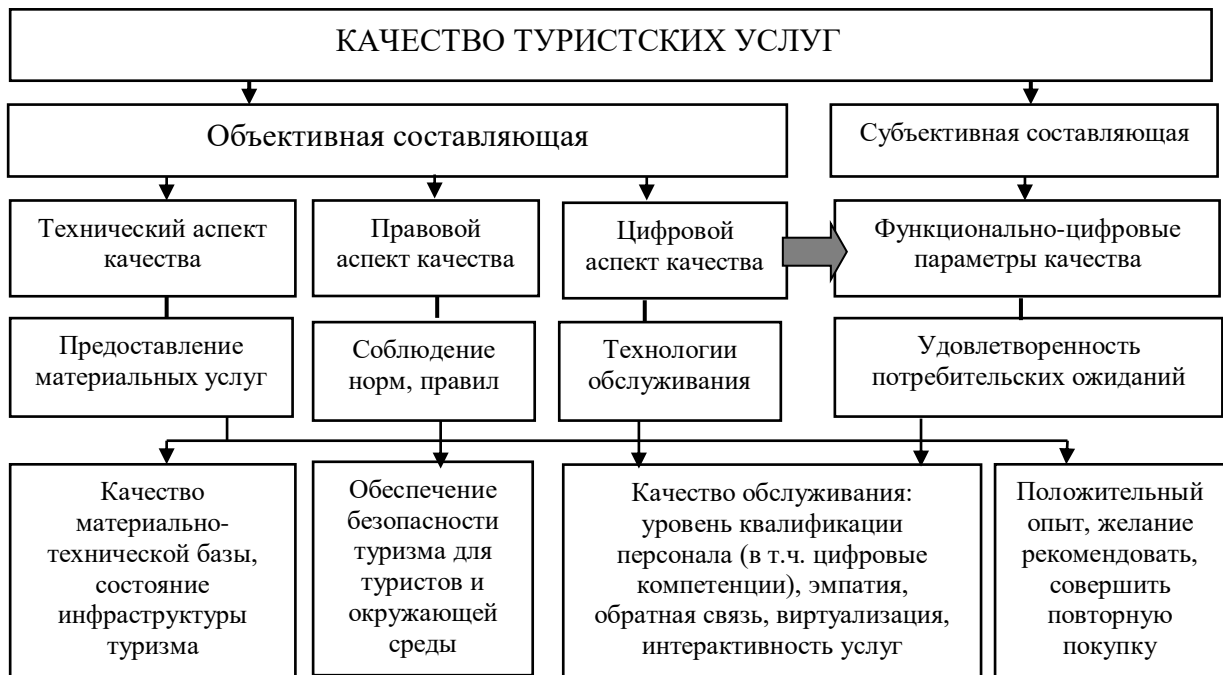 КАЧЕСТВО ТУРИСТСКИХ УСЛУГ
Объективная составляющая
Субъективная составляющая
Технический аспект
качества
Правовой
аспект качества
Цифровой
аспект качества
Функционально-цифровые
параметры качества
Предоставление
материальных услуг
Соблюдение
норм, правил
Технологии
обслуживания
Удовлетворенность
потребительских ожиданий
Качество
материально-
технической базы,
состояние
инфраструктуры
туризма
Обеспечение
безопасности
туризма для
туристов и
окружающей
среды
Качество обслуживания:
уровень квалификации
персонала (в т.ч. цифровые
компетенции), эмпатия,
обратная связь, виртуализация,
интерактивность услуг
Положительный
опыт, желание
рекомендовать,
совершить
повторную
покупку